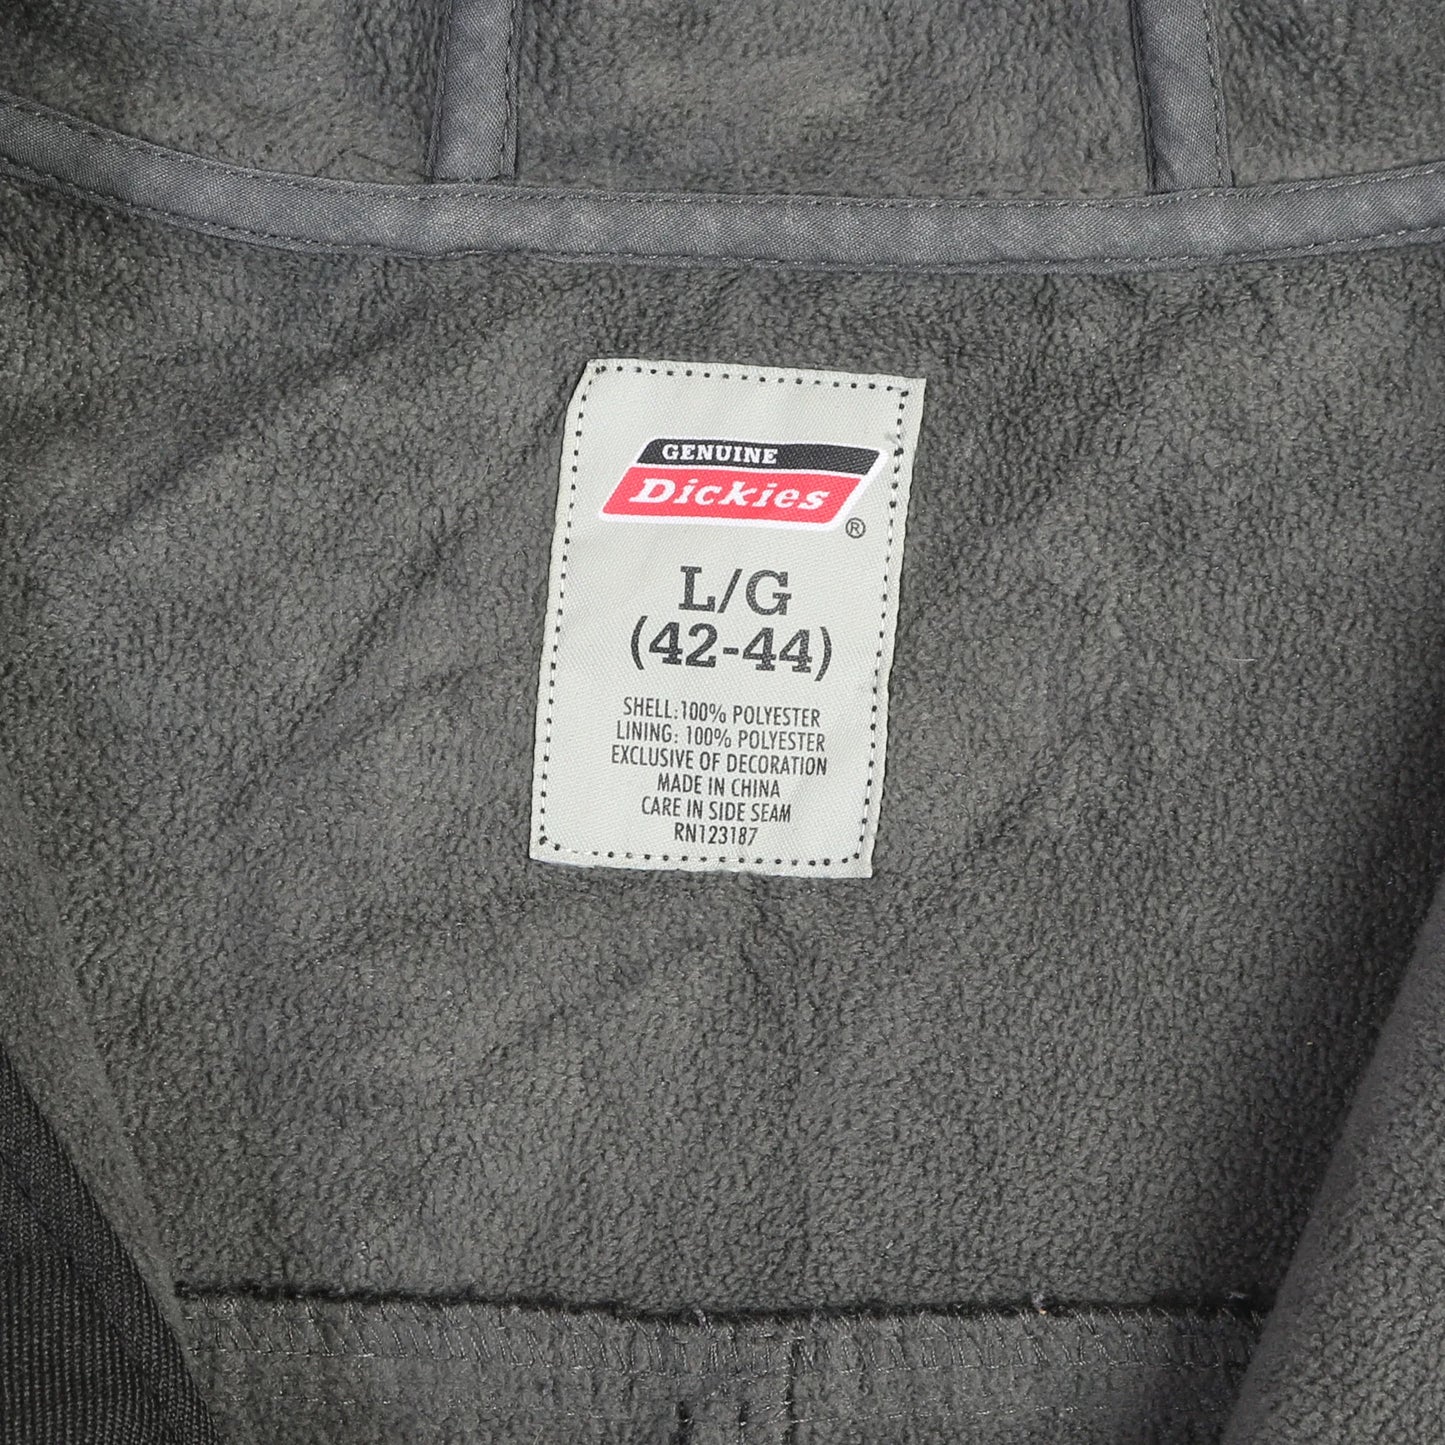 GENUINE
Dickies
®
L/G
(42-44)
SHELL:100% POLYESTER
LINING: 100% POLYESTER
EXCLUSIVE OF DECORATION
MADE IN CHINA
CARE IN SIDE SEAM
RN123187